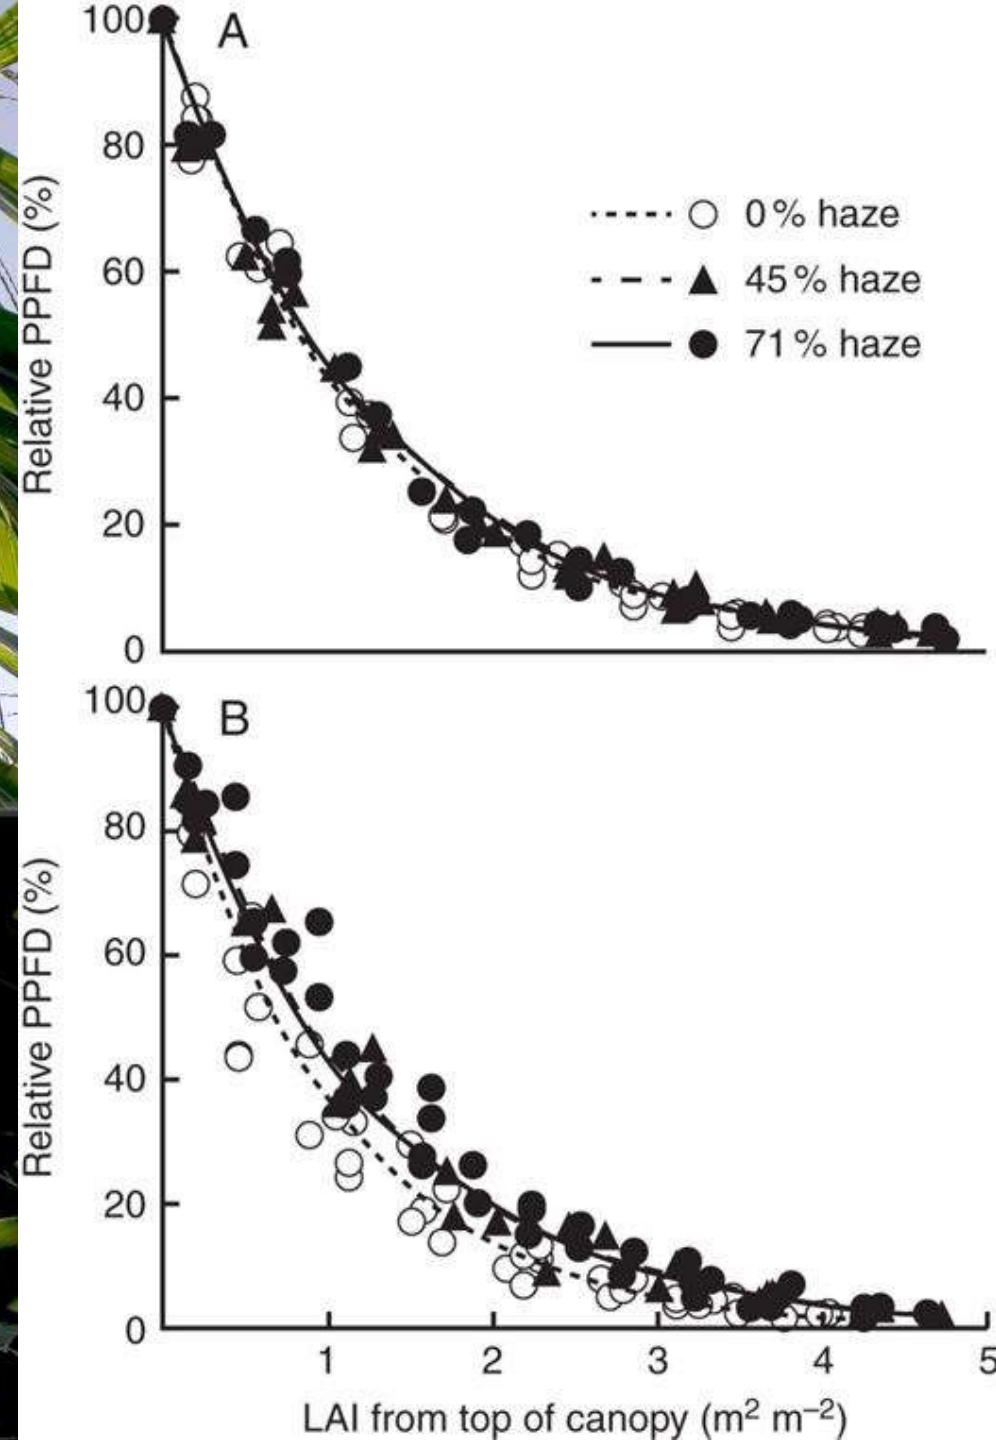 100
A
80
60
40
20
0
Relative PPFD (%)
0% haze
45% haze
71% haze
100
B
80
60
40
20
0
Relative PPFD (%)
1
2
3
4
5
LAI from top of canopy (m² m⁻²)